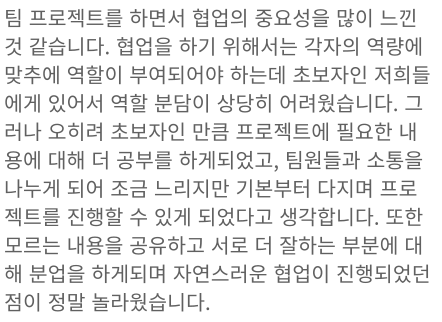 팀 프로젝트를 하면서 협업의 중요성을 많이 느낀
것 같습니다. 협업을 하기 위해서는 각자의 역량에
맞추에 역할이 부여되어야 하는데 초보자인 저희들
에게 있어서 역할 분담이 상당히 어려웠습니다. 그
러나 오히려 초보자인 만큼 프로젝트에 필요한 내
용에 대해 더 공부를 하게되었고, 팀원들과 소통을
나누게 되어 조금 느리지만 기본부터 다지며 프로
젝트를 진행할 수 있게 되었다고 생각합니다. 또한
모르는 내용을 공유하고 서로 더 잘하는 부분에 대
해 분업을 하게되며 자연스러운 협업이 진행되었던
점이 정말 놀라웠습니다.